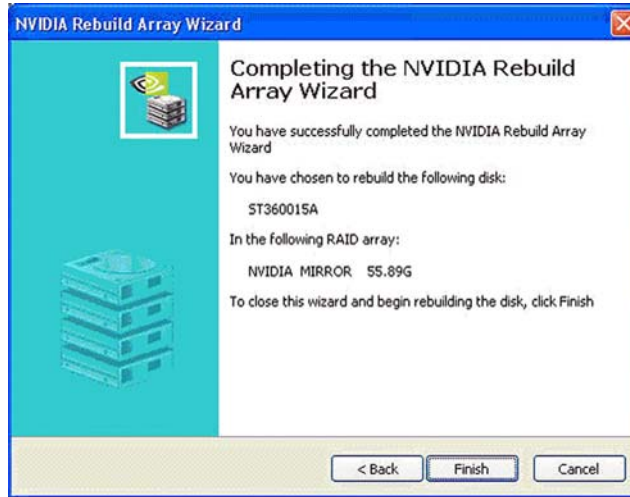 NVIDIA Rebuild Array Wizard
Completing the NVIDIA Rebuild
Array Wizard
You have successfully completed the NVIDIA Rebuild Array
Wizard
You have chosen to rebuild the following disk:
ST360015A
In the following RAID array:
NVIDIA MIRROR 55.89G
To close this wizard and begin rebuilding the disk, click Finish
< Back Finish Cancel